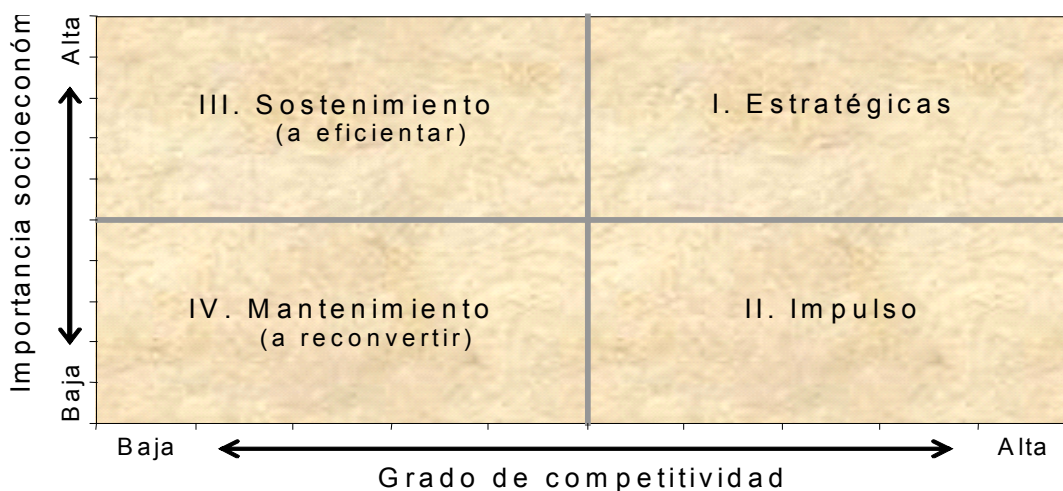 Importancia socioeconóm
Alta
Baja
III. Sostenimiento
(a eficientar)
I. Estratégicas
IV. Mantenimiento
(a reconvertir)
II. Impulso
Baja
Alta
Grado de competitividad